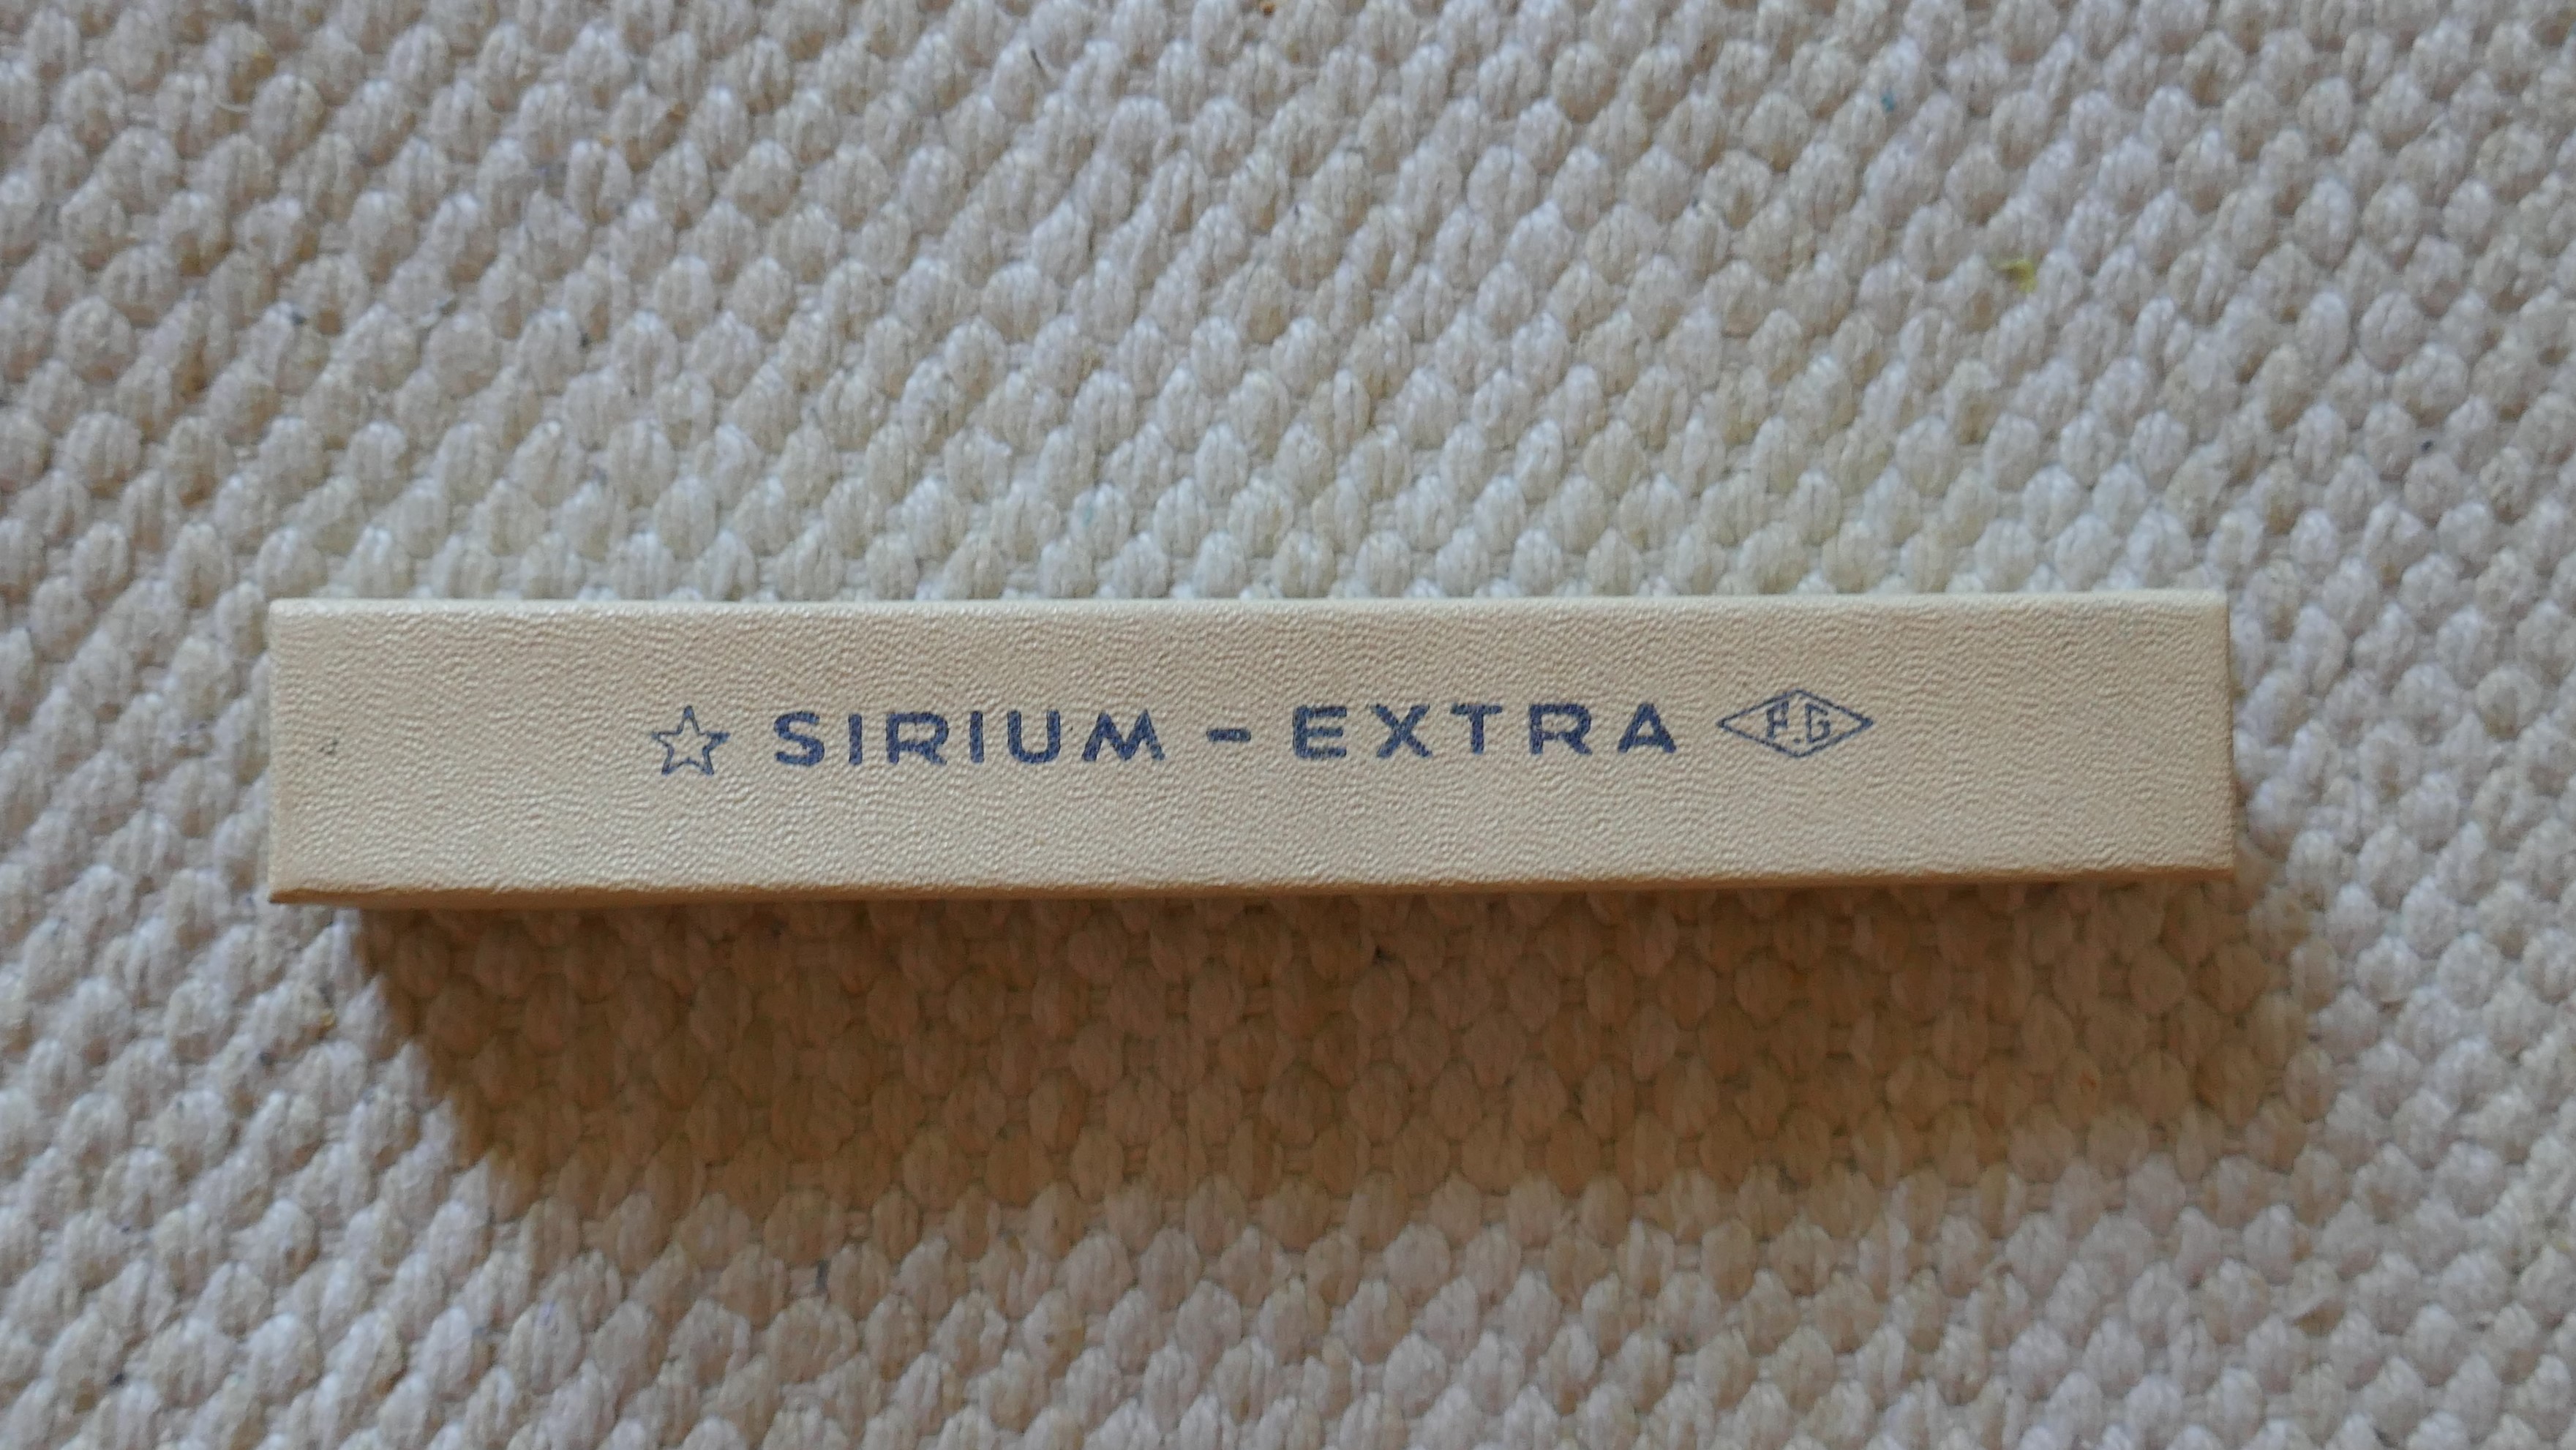 ☆ SIRIUM - EXTRA P.G